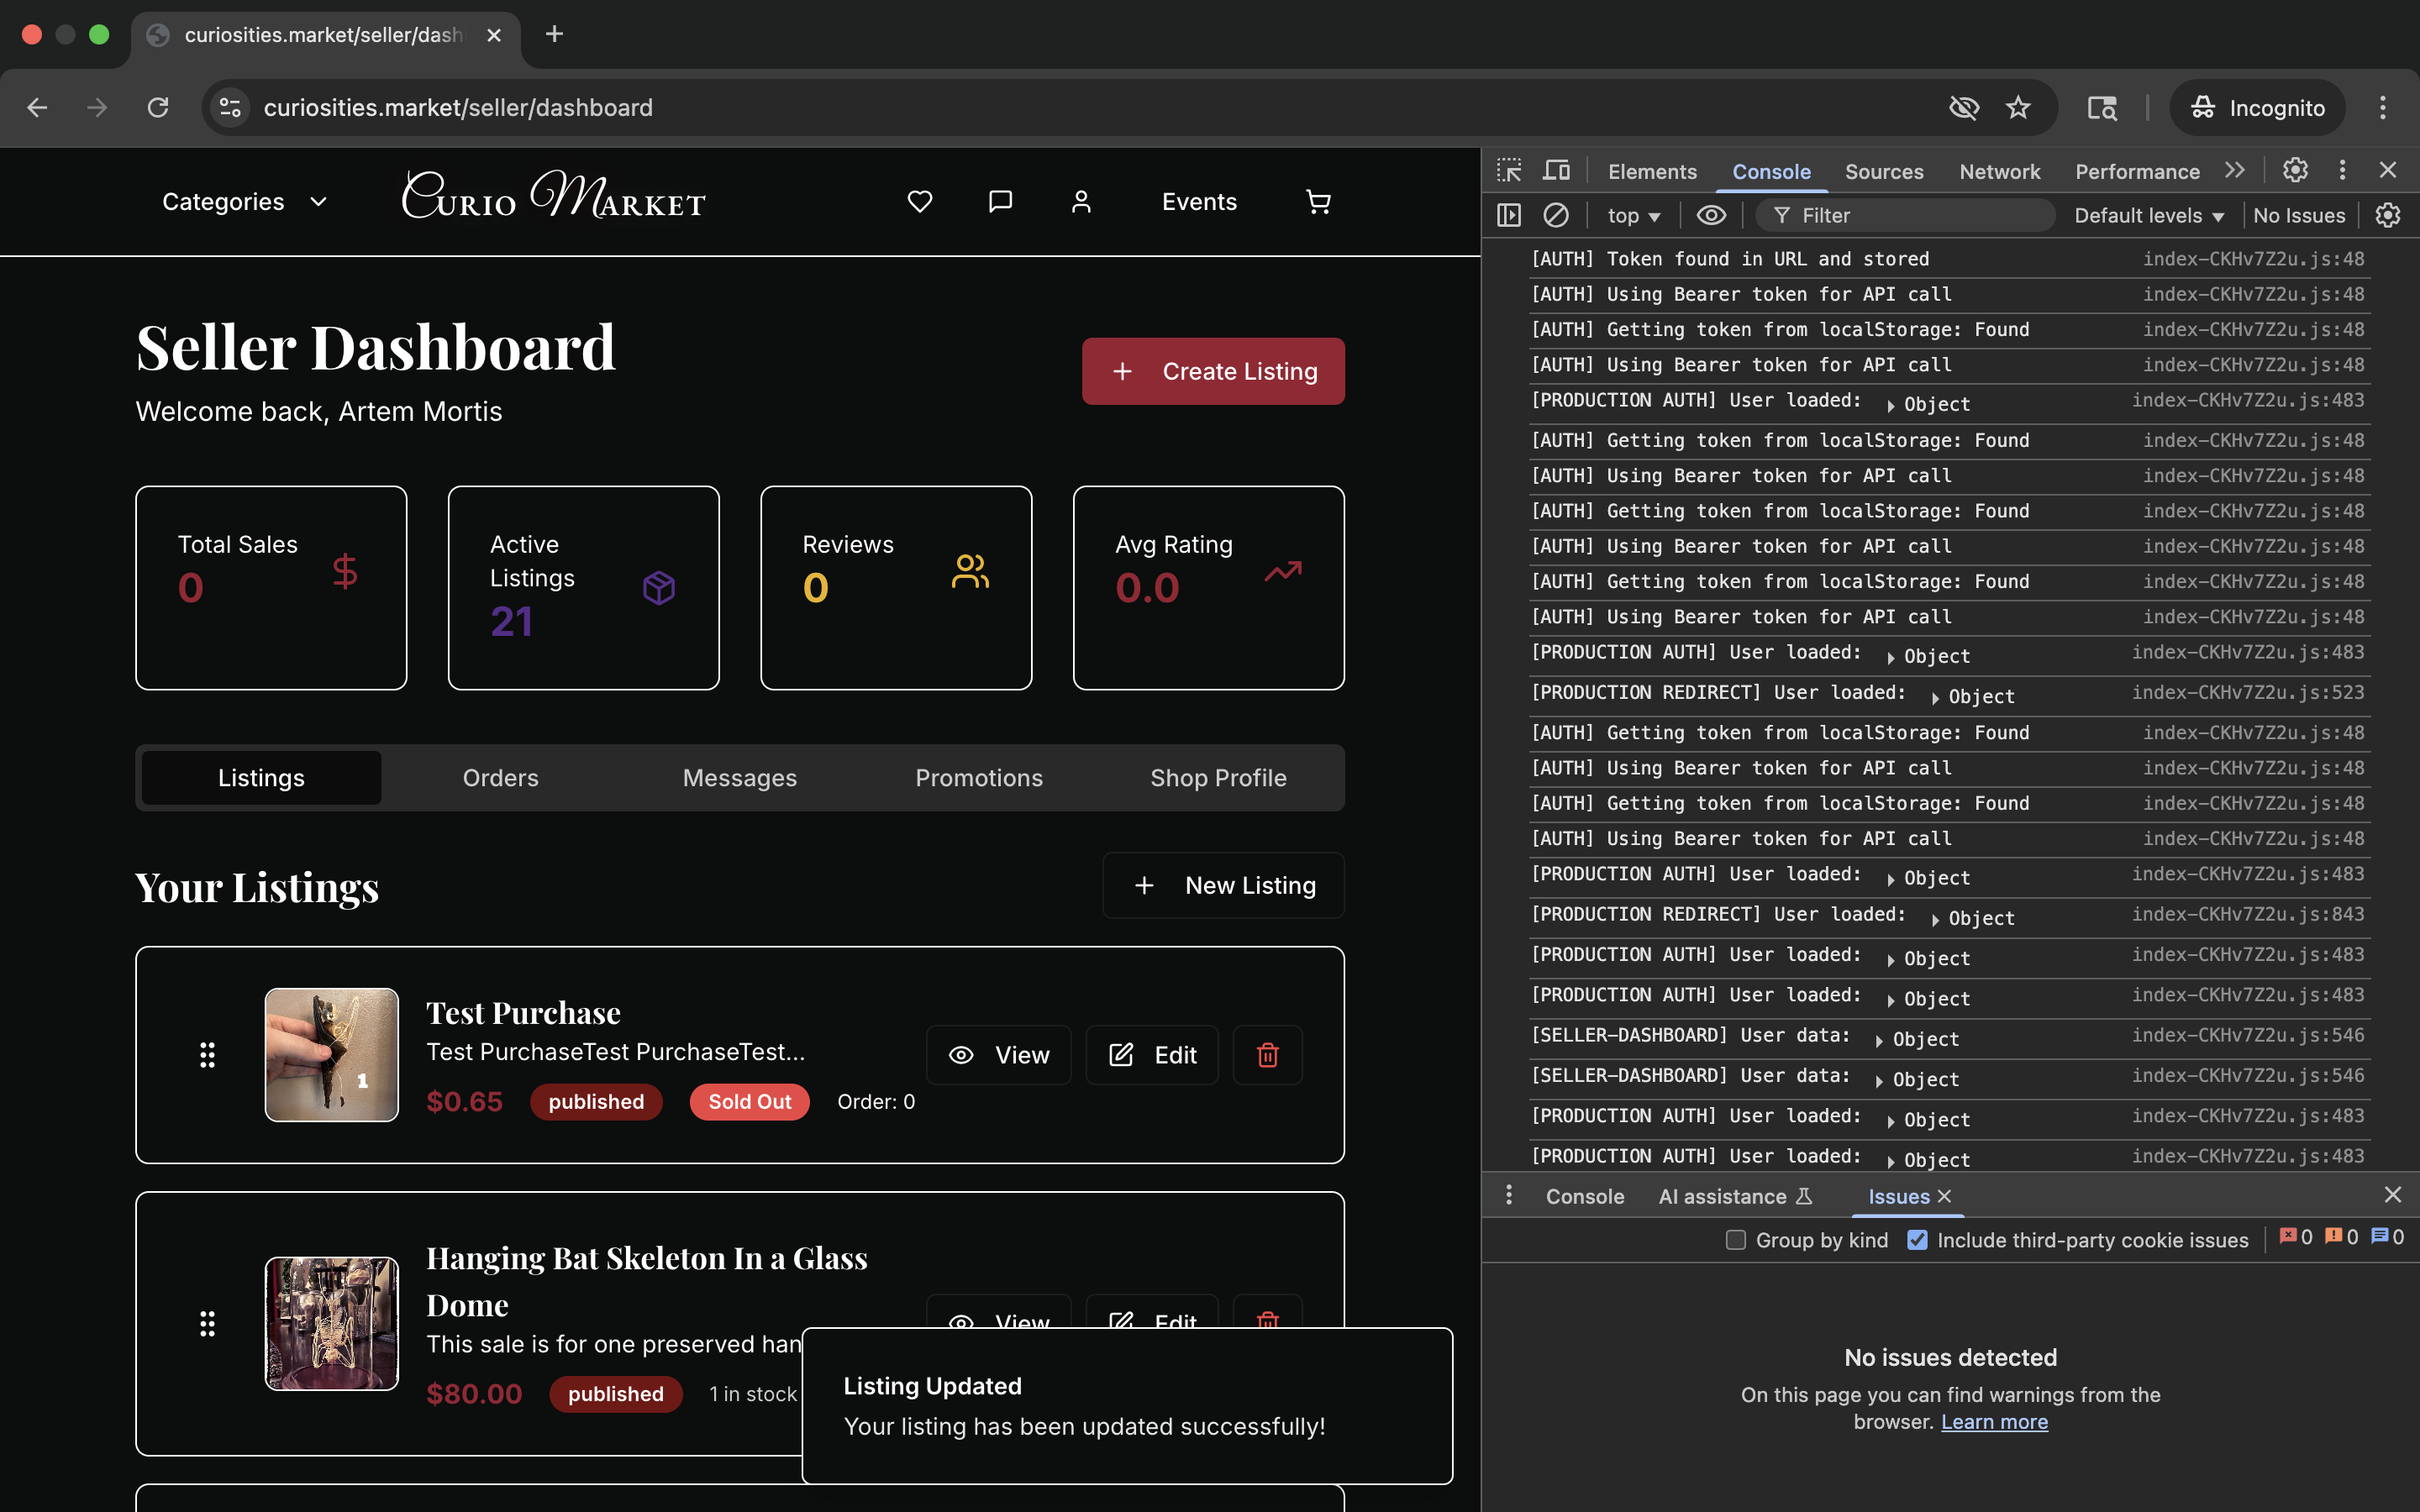 curiosities.market/seller/dash
curiosities.market/seller/dashboard
Incognito
Categories
Curio Market
Events
Seller Dashboard
Welcome back, Artem Mortis
Create Listing
Total Sales
0
Active
Listings
21
Reviews
0
Avg Rating
0.0
Listings
Orders
Messages
Promotions
Shop Profile
Your Listings
New Listing
1
Test Purchase
Test PurchaseTest PurchaseTest...
$0.65
published
Sold Out
Order: 0
View
Edit
Hanging Bat Skeleton In a Glass
Dome
This sale is for one preserved han
$80.00
published
1 in stock
View
Edit
Listing Updated
Your listing has been updated successfully!
Elements
Console
Sources
Network
Performance
top
Filter
Default levels
No Issues
[AUTH] Token found in URL and stored index-CKHv7Z2u.js:48
[AUTH] Using Bearer token for API call index-CKHv7Z2u.js:48
[AUTH] Getting token from localStorage: Found index-CKHv7Z2u.js:48
[AUTH] Using Bearer token for API call index-CKHv7Z2u.js:48
[PRODUCTION AUTH] User loaded: Object index-CKHv7Z2u.js:483
[AUTH] Getting token from localStorage: Found index-CKHv7Z2u.js:48
[AUTH] Using Bearer token for API call index-CKHv7Z2u.js:48
[AUTH] Getting token from localStorage: Found index-CKHv7Z2u.js:48
[AUTH] Using Bearer token for API call index-CKHv7Z2u.js:48
[AUTH] Getting token from localStorage: Found index-CKHv7Z2u.js:48
[AUTH] Using Bearer token for API call index-CKHv7Z2u.js:48
[PRODUCTION AUTH] User loaded: Object index-CKHv7Z2u.js:483
[PRODUCTION REDIRECT] User loaded: Object index-CKHv7Z2u.js:523
[AUTH] Getting token from localStorage: Found index-CKHv7Z2u.js:48
[AUTH] Using Bearer token for API call index-CKHv7Z2u.js:48
[AUTH] Getting token from localStorage: Found index-CKHv7Z2u.js:48
[AUTH] Using Bearer token for API call index-CKHv7Z2u.js:48
[PRODUCTION AUTH] User loaded: Object index-CKHv7Z2u.js:483
[PRODUCTION REDIRECT] User loaded: Object index-CKHv7Z2u.js:843
[PRODUCTION AUTH] User loaded: Object index-CKHv7Z2u.js:483
[PRODUCTION AUTH] User loaded: Object index-CKHv7Z2u.js:483
[SELLER-DASHBOARD] User data: Object index-CKHv7Z2u.js:546
[SELLER-DASHBOARD] User data: Object index-CKHv7Z2u.js:546
[PRODUCTION AUTH] User loaded: Object index-CKHv7Z2u.js:483
[PRODUCTION AUTH] User loaded: Object index-CKHv7Z2u.js:483
Console
AI assistance
Issues
Group by kind
Include third-party cookie issues
0
0
0
No issues detected
On this page you can find warnings from the
browser. Learn more